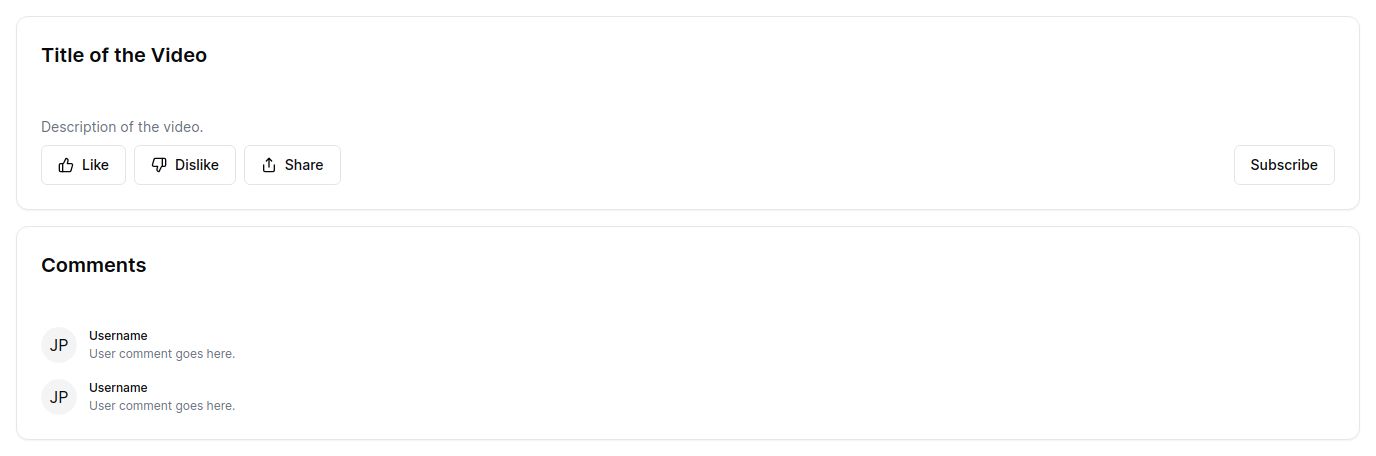 Title of the Video
Description of the video.
Like Dislike Share Subscribe
Comments
JP Username
User comment goes here.
JP Username
User comment goes here.